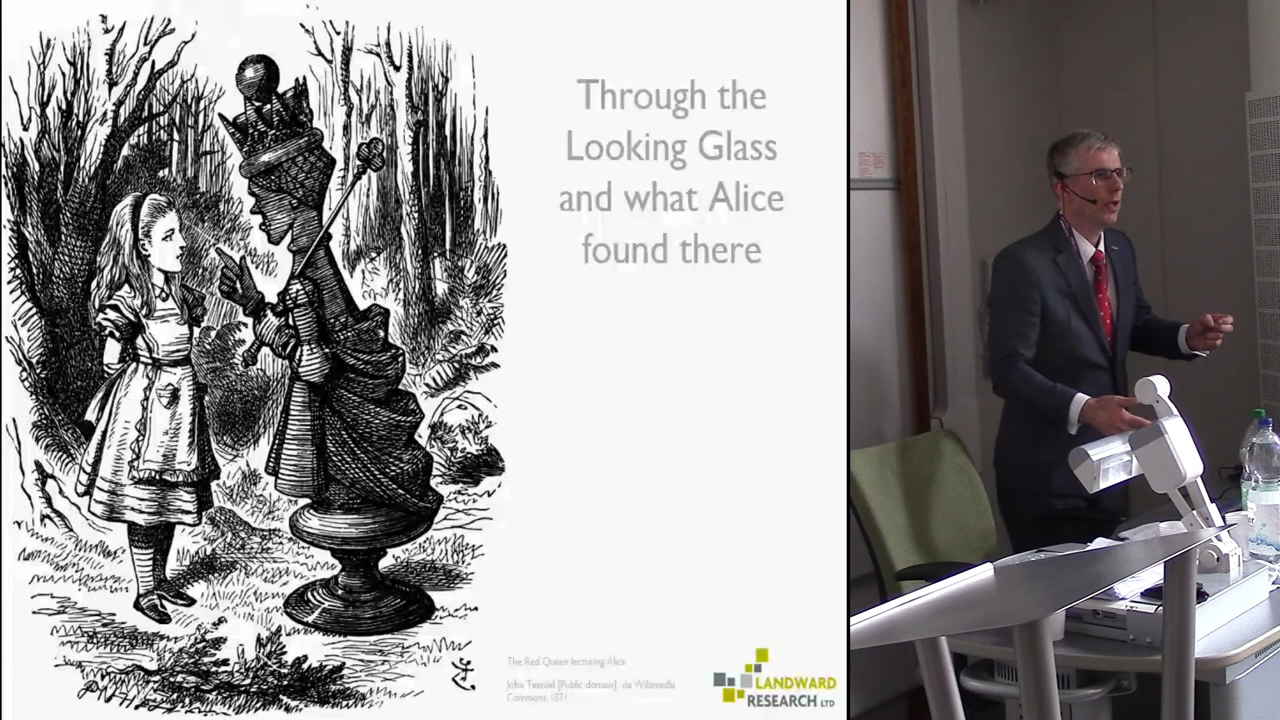 Through the
Looking Glass
and what Alice
found there
The Red Queen lecturing Alice
John Tenniel [Public domain], via Wikimedia
Commons 1871
LANDWARD
RESEARCH LTD